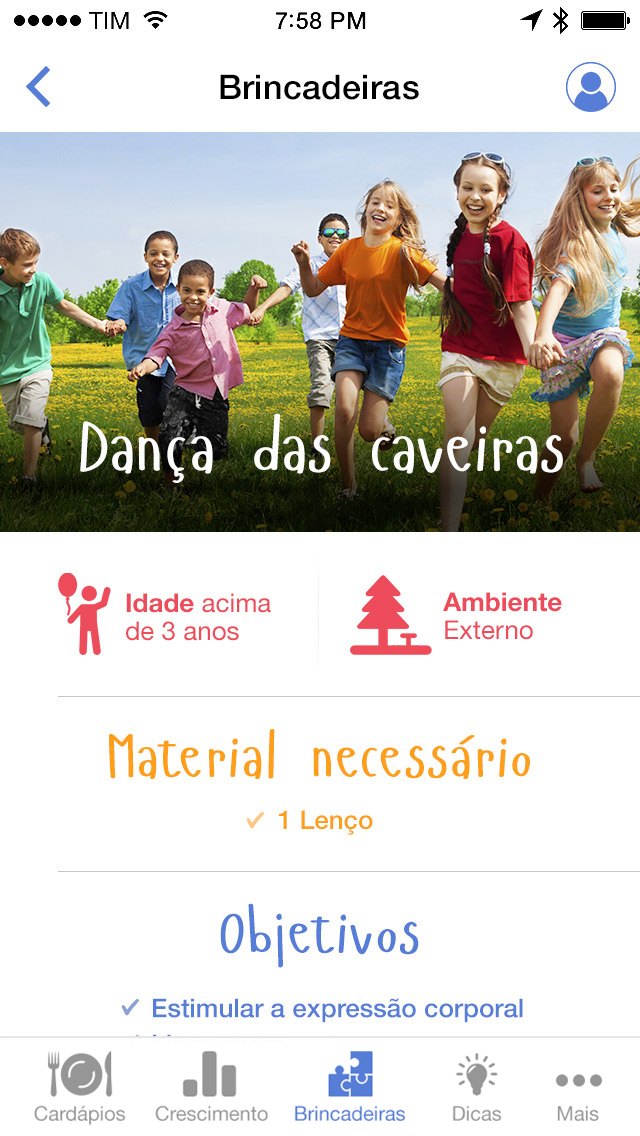 TIM 7:58 PM
Brincadeiras
Dança das caveiras
Idade acima
de 3 anos
Ambiente
Externo
Material necessário
1 Lenço
Objetivos
Estimular a expressão corporal
Cardápios Crescimento Brincadeiras Dicas Mais